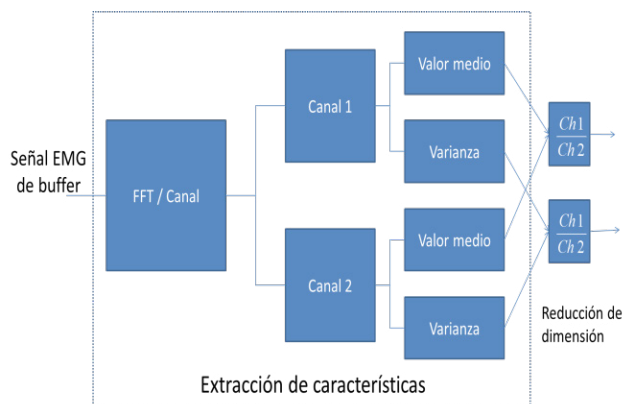 Señal EMG
de buffer
FFT / Canal
Canal 1
Canal 2
Valor medio
Varianza
Valor medio
Varianza
Ch1
Ch2
Ch1
Ch2
Reducción de
dimensión
Extracción de características